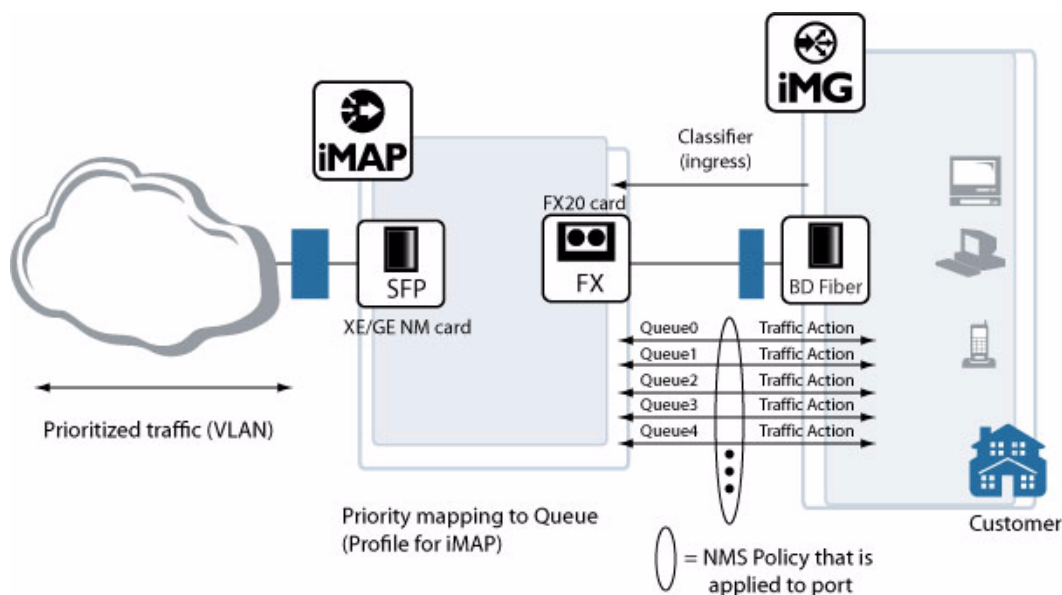 iMG
iMAP
Classifier
(ingress)
FX20 card
SFP
FX
BD Fiber
XE/GE NM card
Queue0 Traffic Action
Queue1 Traffic Action
Queue2 Traffic Action
Queue3 Traffic Action
Queue4 Traffic Action
Prioritized traffic (VLAN)
Priority mapping to Queue
(Profile for iMAP)
Customer
= NMS Policy that is
applied to port